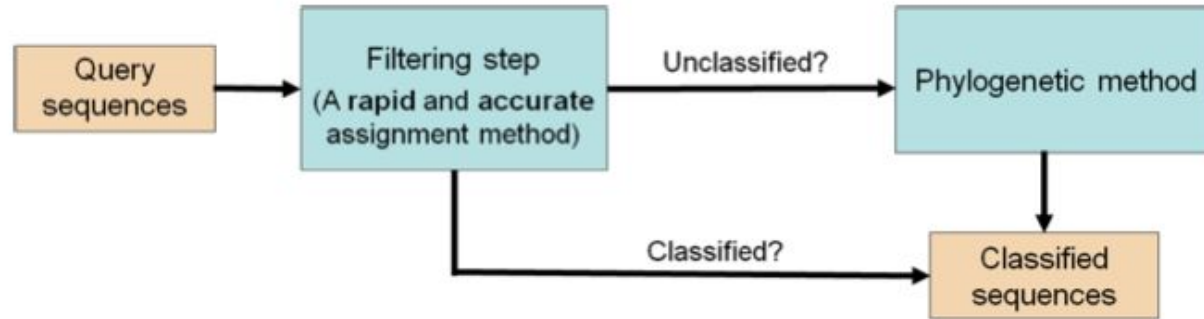 Query
sequences
Filtering step
(A rapid and accurate
assignment method)
Unclassified?
Phylogenetic method
Classified?
Classified
sequences